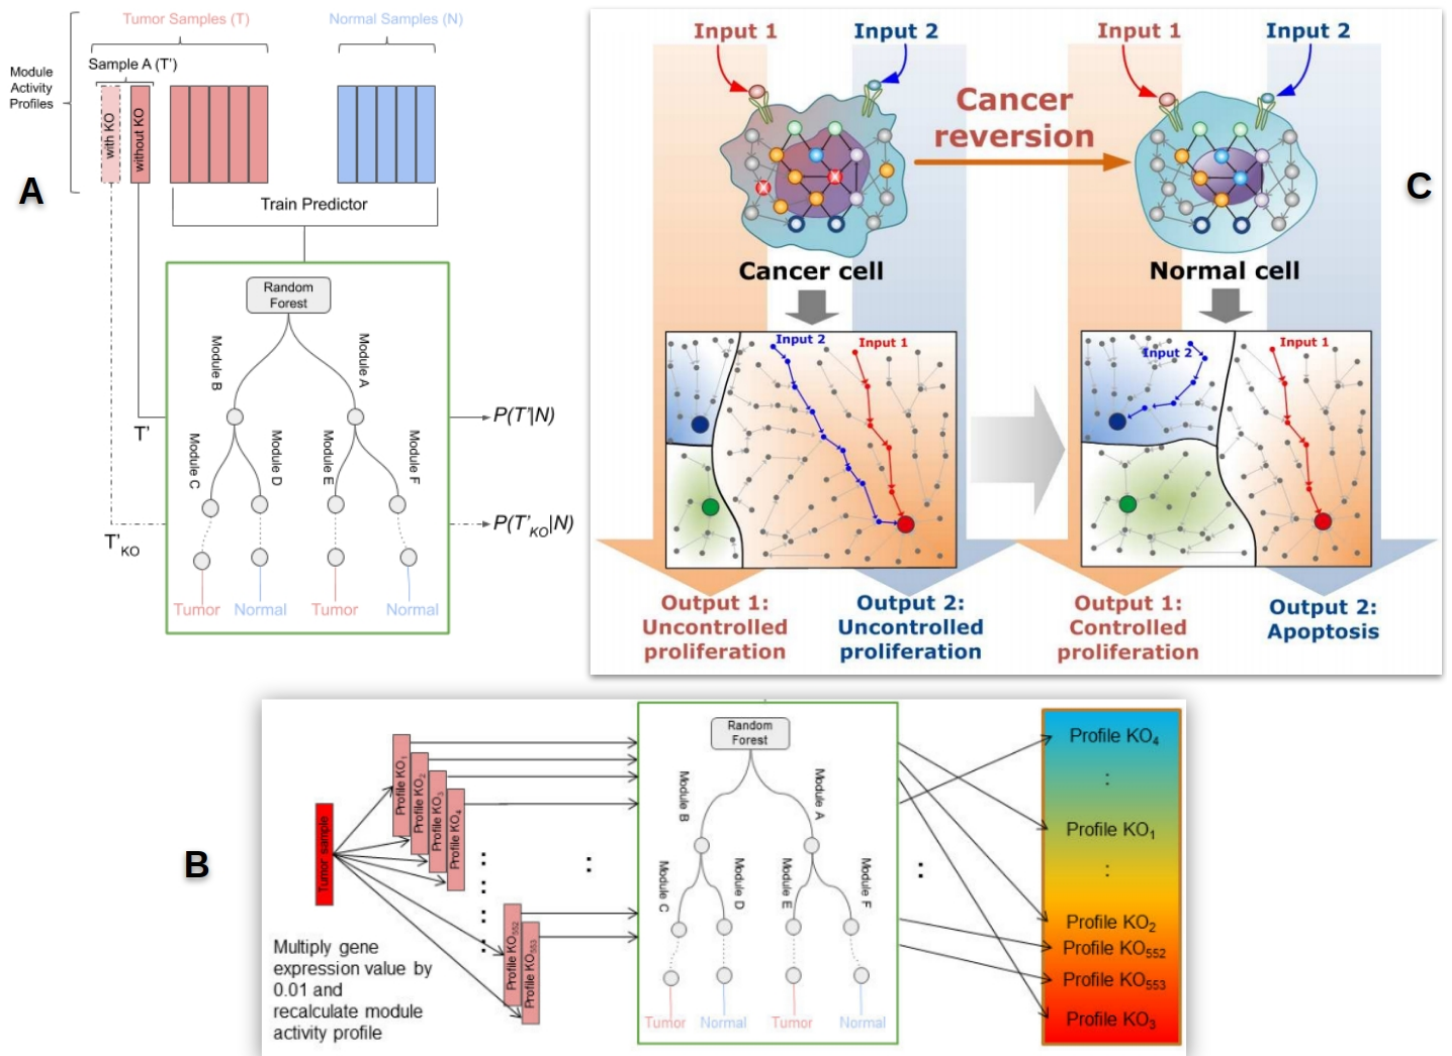 A
Tumor Samples (T)
Normal Samples (N)
Sample A (T')
Module
Activity
Profiles
with KO
without KO
Train Predictor
Random
Forest
Module B
Module A
Module C
Module D
Module E
Module F
T'
T'KO
P(T'|N)
P(T'KO|N)
Tumor
Normal
Tumor
Normal
C
Input 1
Input 2
Input 1
Input 2
Cancer
reversion
Cancer cell
Normal cell
Input 2
Input 1
Input 2
Input 1
Output 1:
Uncontrolled
proliferation
Output 2:
Uncontrolled
proliferation
Output 1:
Controlled
proliferation
Output 2:
Apoptosis
B
Tumor sample
Profile KO1
Profile KO2
Profile KO3
Profile KO4
Profile KO552
Profile KO553
Multiply gene
expression value by
0.01 and
recalculate module
activity profile
Random
Forest
Module B
Module A
Module C
Module D
Module E
Module F
Tumor
Normal
Tumor
Normal
Profile KO4
:
Profile KO1
:
Profile KO2
Profile KO552
Profile KO553
Profile KO3